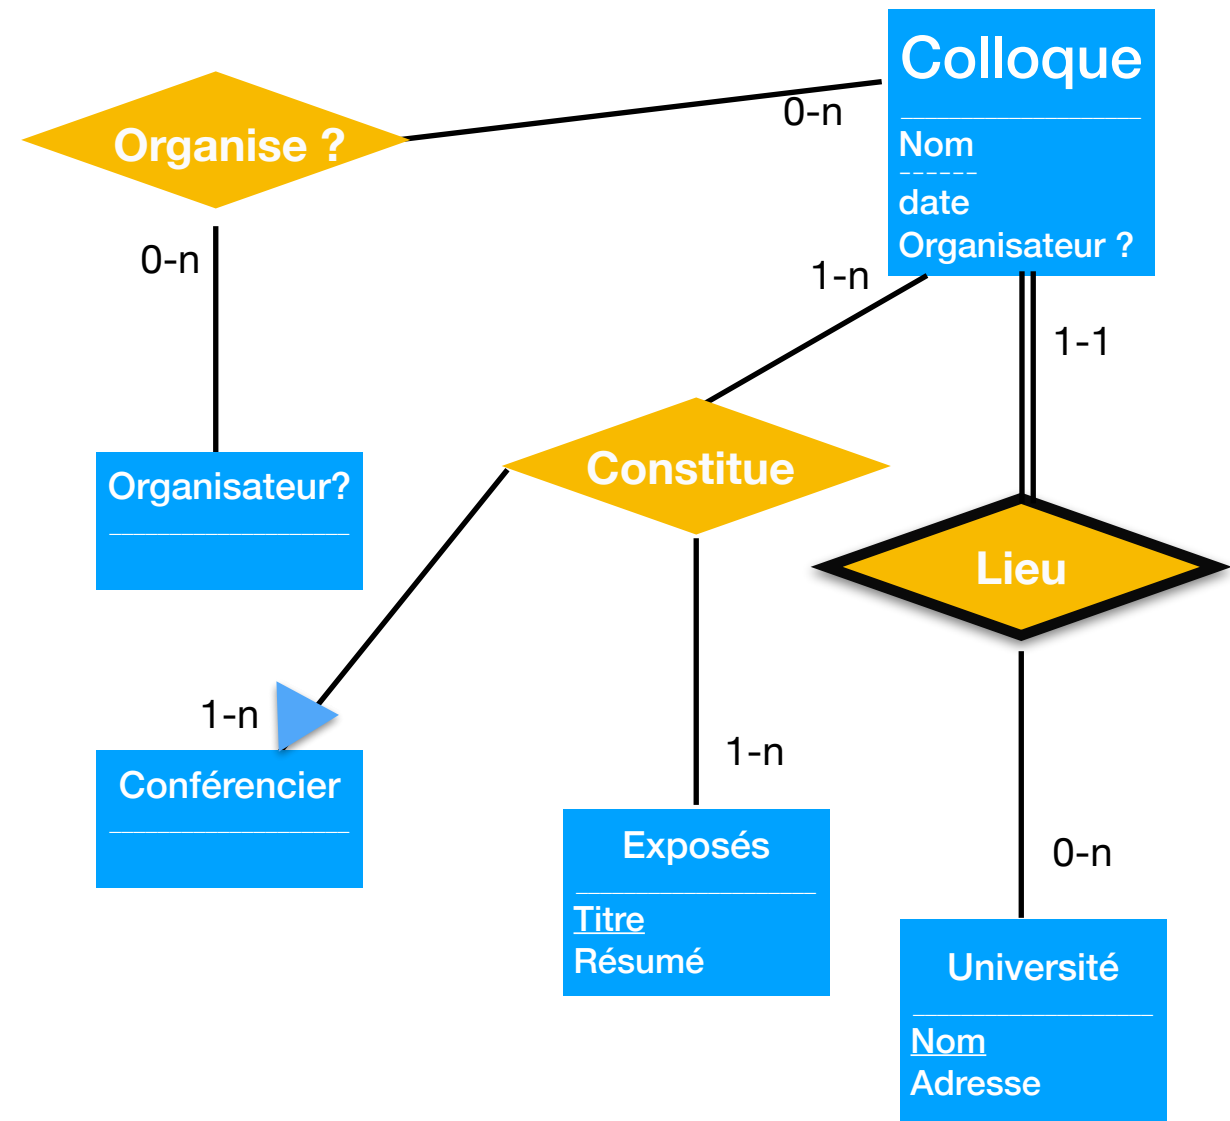 Colloque
Nom
date
Organisateur ?
Organise ?
0-n
0-n
1-n
1-1
Organisateur?
Constitue
Lieu
1-n
Conférencier
1-n
Exposés
Titre
Résumé
0-n
Université
Nom
Adresse